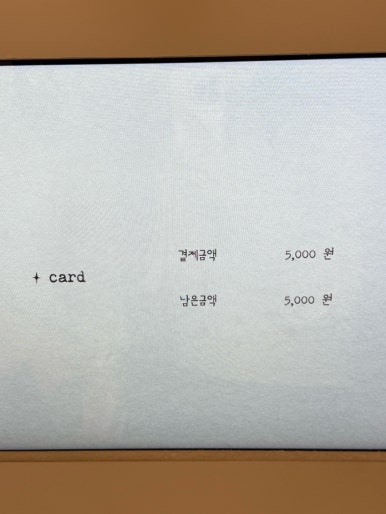 결제금액 5,000 원
✦ card
남은금액 5,000 원